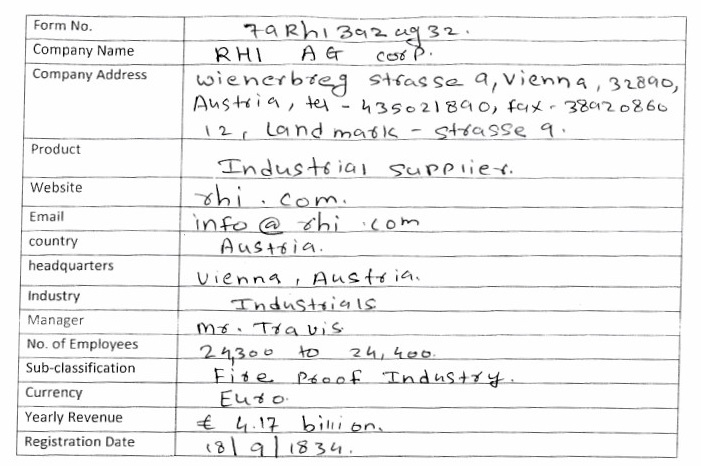 Form No. 79Rhi392ug32.
Company Name RHI AG corp.
Company Address wienerbreg strasse 9, Vienna, 32890,
Austria, tel - 435021890, fax - 38920860
12, Landmark - strasse 9.
Product Industrial supplier.
Website rhi.com.
Email info@rhi.com
country Austria.
headquarters Vienna, Austria.
Industry Industrials
Manager Mr. Travis
No. of Employees 24,300 to 24,400.
Sub-classification Fire Proof Industry.
Currency Euro.
Yearly Revenue € 4.17 billion.
Registration Date 18/9/1834.